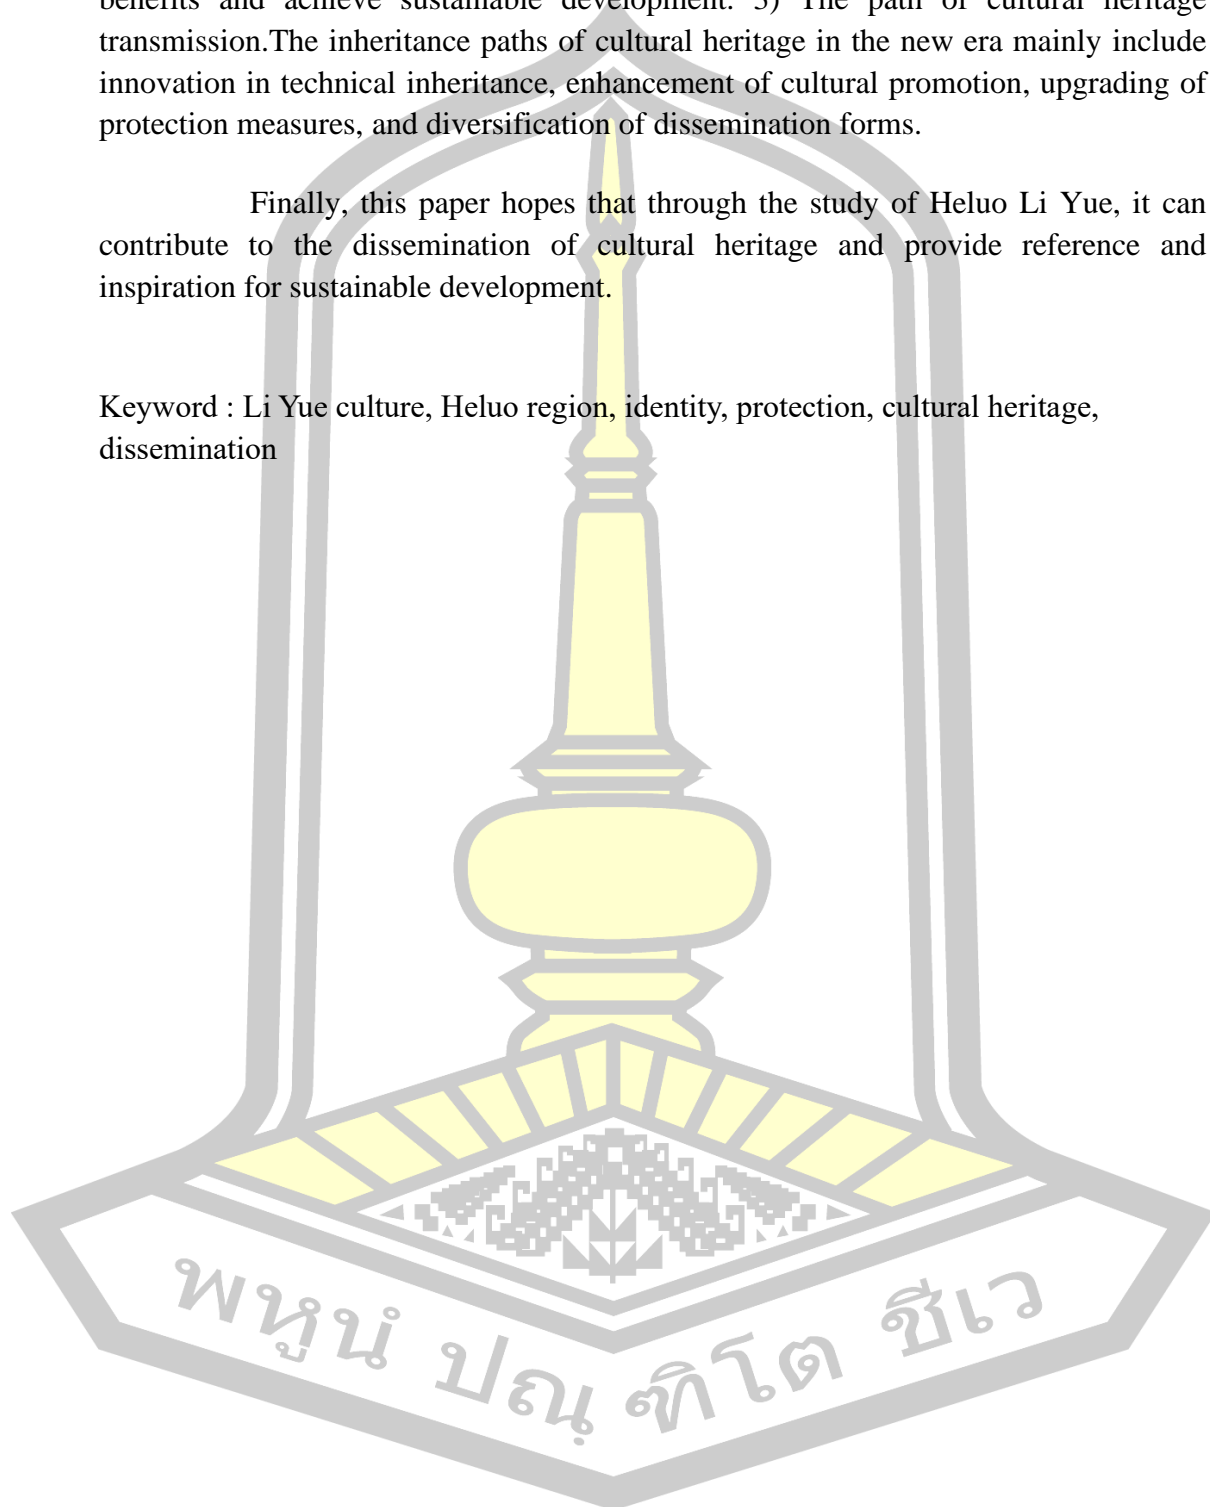 benefits and achieve sustainable development. 3) The path of cultural heritage
transmission.The inheritance paths of cultural heritage in the new era mainly include
innovation in technical inheritance, enhancement of cultural promotion, upgrading of
protection measures, and diversification of dissemination forms.
Finally, this paper hopes that through the study of Heluo Li Yue, it can
contribute to the dissemination of cultural heritage and provide reference and
inspiration for sustainable development.
Keyword : Li Yue culture, Heluo region, identity, protection, cultural heritage,
dissemination
พหูนํ ปณฺฑิโต ชีเว